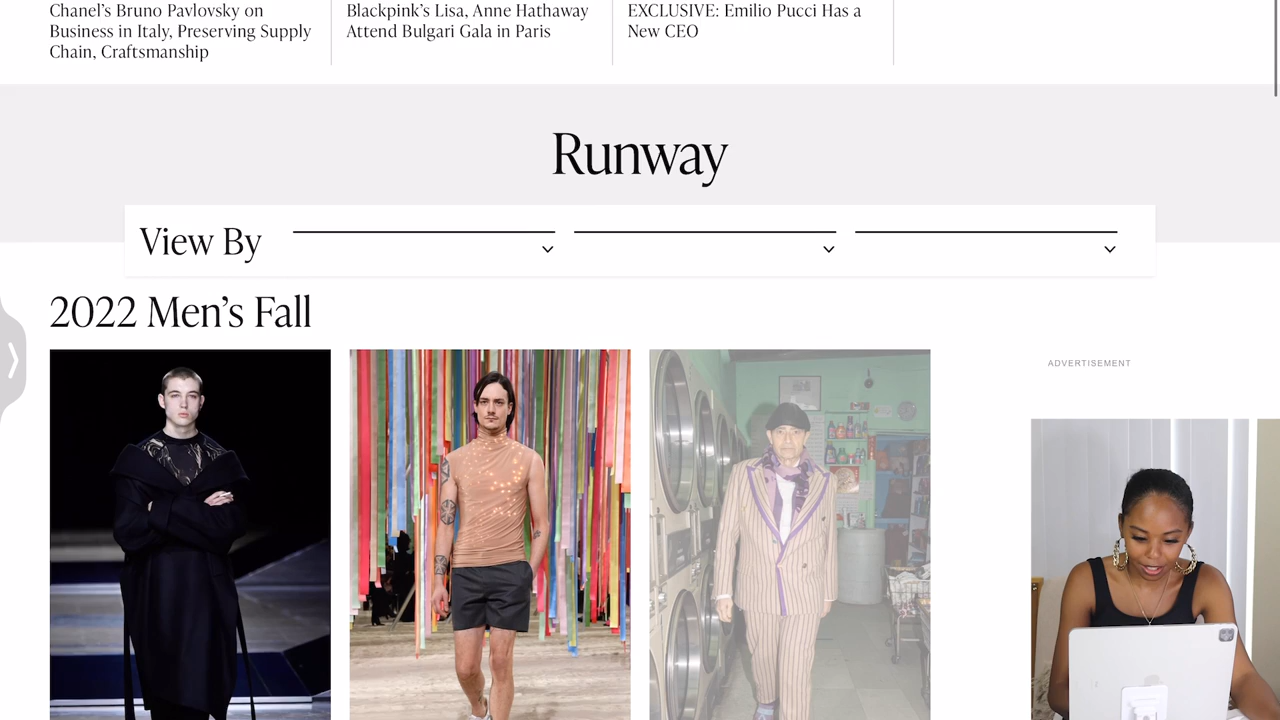 Chanel’s Bruno Pavlovsky on
Business in Italy, Preserving Supply
Chain, Craftsmanship
Blackpink’s Lisa, Anne Hathaway
Attend Bulgari Gala in Paris
EXCLUSIVE: Emilio Pucci Has a
New CEO
Runway
View By
2022 Men’s Fall
ADVERTISEMENT